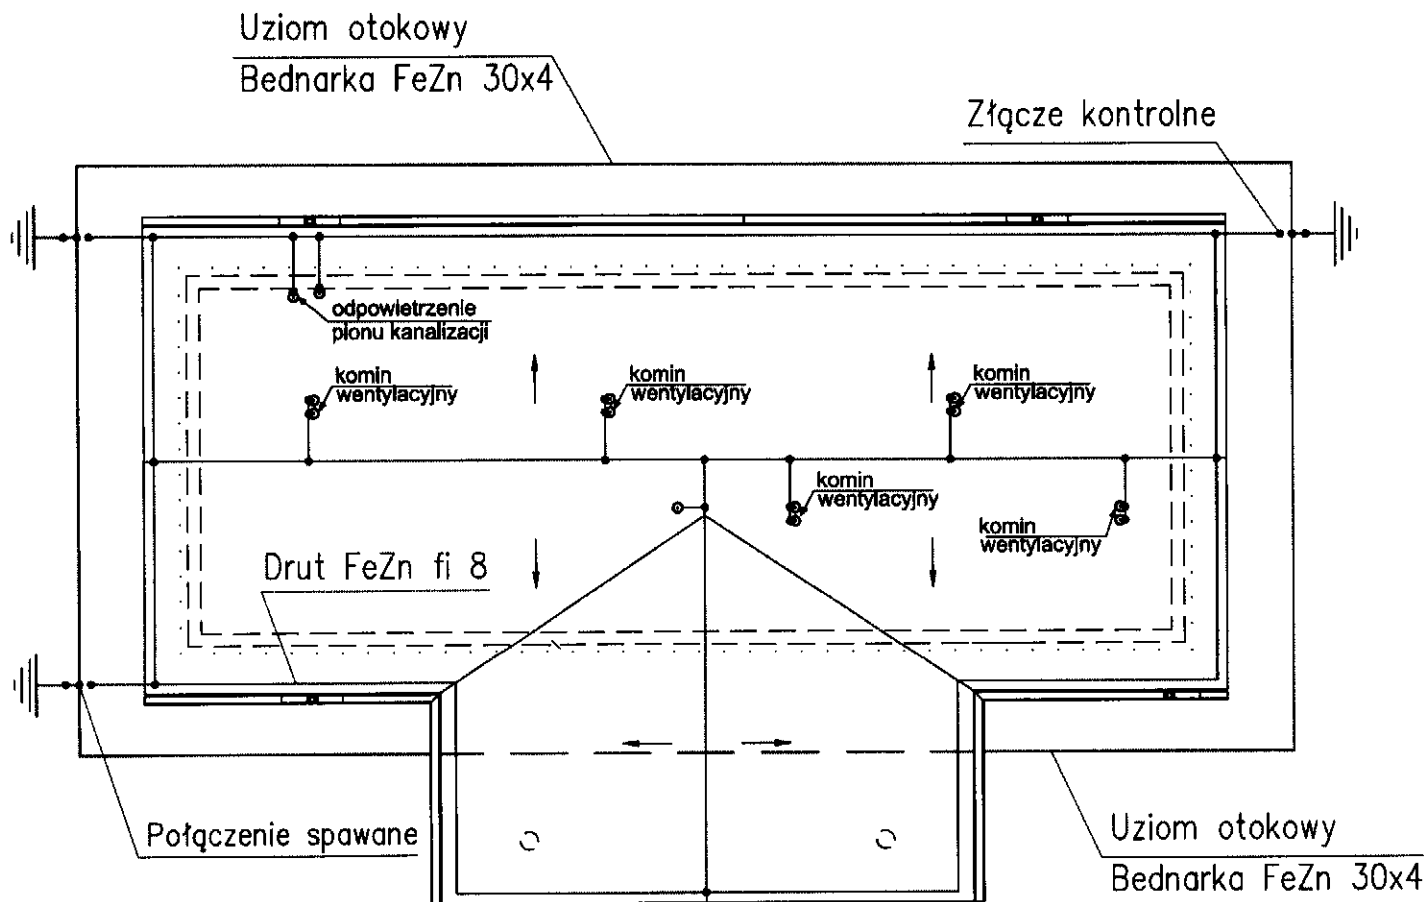 Uziom otokowy
Bednarka FeZn 30x4
Złącze kontrolne
odpowietrzenie
pionu kanalizacji
komin
wentylacyjny
komin
wentylacyjny
komin
wentylacyjny
komin
wentylacyjny
komin
wentylacyjny
Drut FeZn fi 8
Połączenie spawane
Uziom otokowy
Bednarka FeZn 30x4